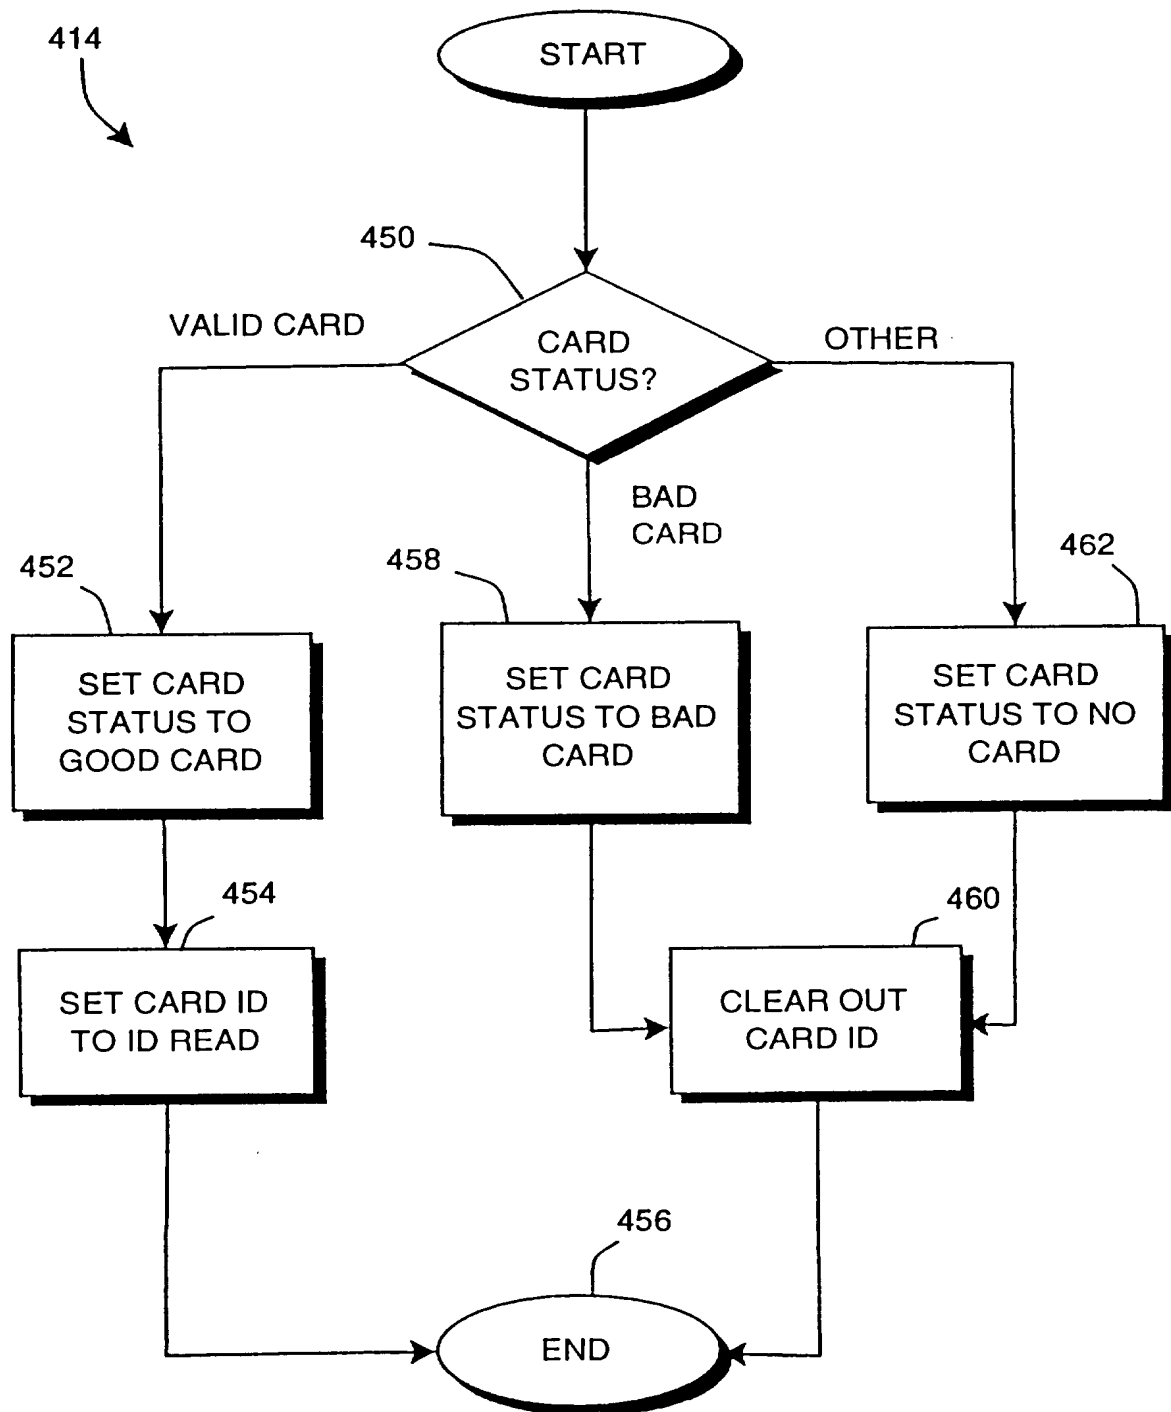 414
START
450
VALID CARD
CARD
STATUS?
OTHER
BAD
CARD
452
458
462
SET CARD
STATUS TO
GOOD CARD
SET CARD
STATUS TO BAD
CARD
SET CARD
STATUS TO NO
CARD
454
460
SET CARD ID
TO ID READ
CLEAR OUT
CARD ID
456
END